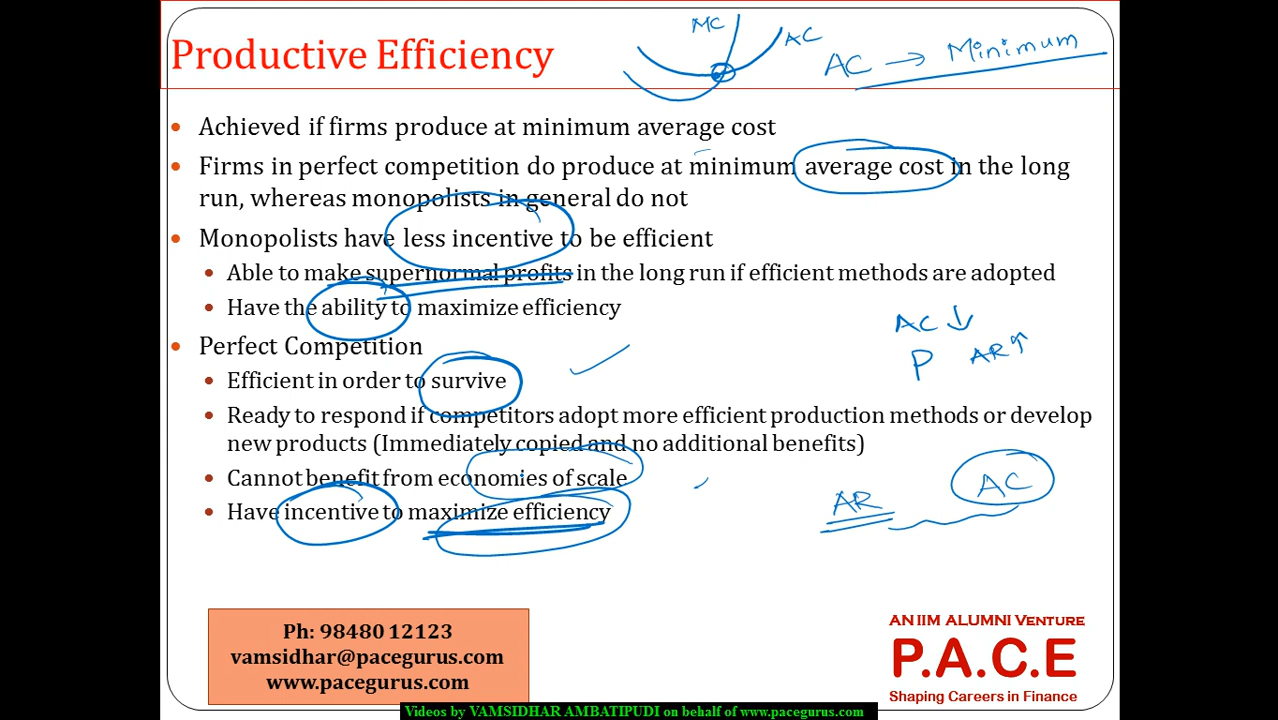 Productive Efficiency
MC
AC
AC → Minimum
Achieved if firms produce at minimum average cost
Firms in perfect competition do produce at minimum average cost in the long
run, whereas monopolists in general do not
Monopolists have less incentive to be efficient
Able to make supernormal profits in the long run if efficient methods are adopted
Have the ability to maximize efficiency
AC ↓
P AR↑
Perfect Competition
Efficient in order to survive
Ready to respond if competitors adopt more efficient production methods or develop
new products (Immediately copied and no additional benefits)
Cannot benefit from economies of scale
Have incentive to maximize efficiency
AR
AC
Ph: 98480 12123
vamsidhar@pacegurus.com
www.pacegurus.com
AN IIM ALUMNI VENTURE
P.A.C.E
Shaping Careers in Finance
Videos by VAMSIDHAR AMBATIPUDI on behalf of www.pacegurus.com